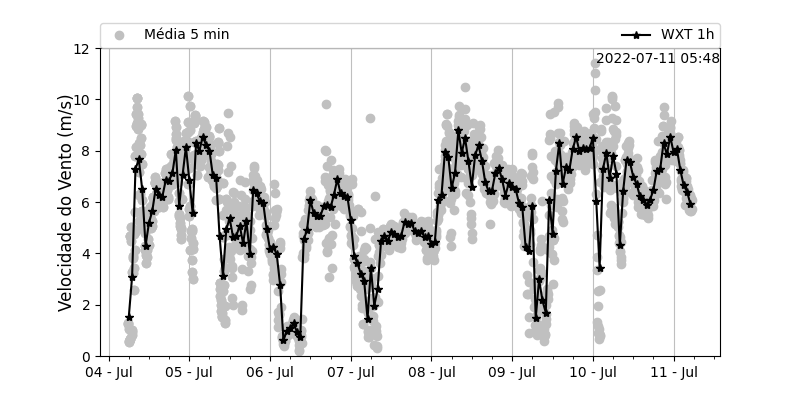 Média 5 min
WXT 1h
2022-07-11 05:48
Velocidade do Vento (m/s)
12
10
8
6
4
2
0
04 - Jul 05 - Jul 06 - Jul 07 - Jul 08 - Jul 09 - Jul 10 - Jul 11 - Jul